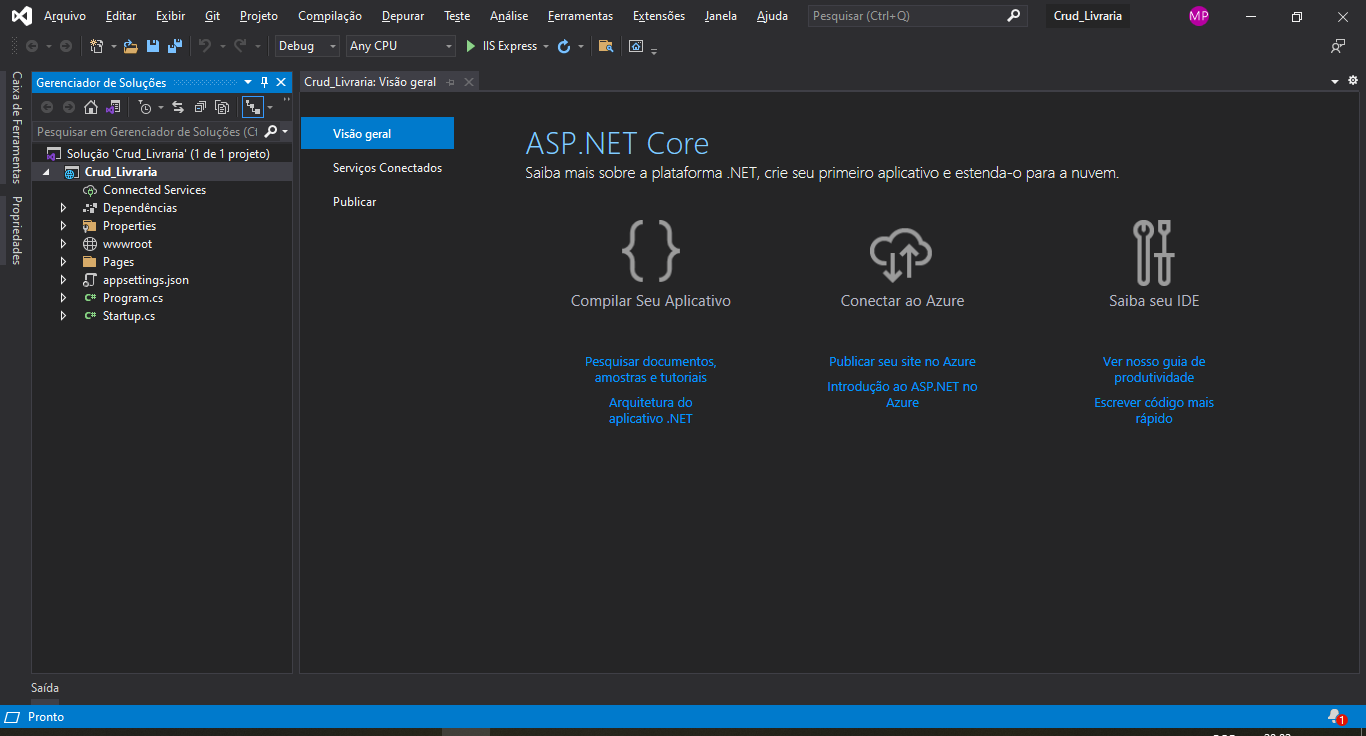 Arquivo Editar Exibir Git Projeto Compilação Depurar Teste Análise Ferramentas Extensões Janela Ajuda Pesquisar (Ctrl+Q) Crud_Livraria MP
Debug Any CPU IIS Express
Caixa de Ferramentas
Propriedades
Gerenciador de Soluções
Pesquisar em Gerenciador de Soluções (Ct
Solução 'Crud_Livraria' (1 de 1 projeto)
Crud_Livraria
Connected Services
Dependências
Properties
wwwroot
Pages
appsettings.json
C# Program.cs
C# Startup.cs
Crud_Livraria: Visão geral
Visão geral
Serviços Conectados
Publicar
ASP.NET Core
Saiba mais sobre a plataforma .NET, crie seu primeiro aplicativo e estenda-o para a nuvem.
Compilar Seu Aplicativo
Pesquisar documentos,
amostras e tutoriais
Arquitetura do
aplicativo .NET
Conectar ao Azure
Publicar seu site no Azure
Introdução ao ASP.NET no
Azure
Saiba seu IDE
Ver nosso guia de
produtividade
Escrever código mais
rápido
Saída
Pronto
1